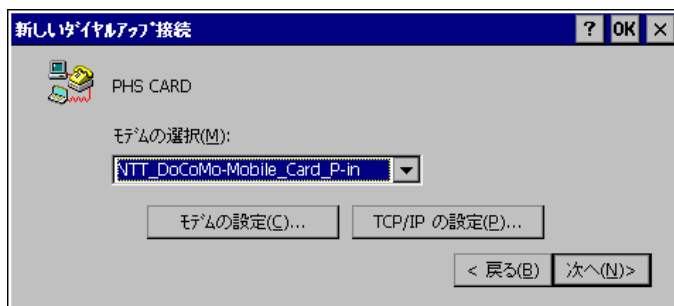 新しいﾀﾞｲﾔﾙｱｯﾌﾟ接続 ? OK ×
PHS CARD
ﾓﾃﾞﾑの選択(M):
NTT_DoCoMo-Mobile_Card_P-in
ﾓﾃﾞﾑの設定(C)... TCP/IP の設定(P)...
< 戻る(B) 次へ(N)>